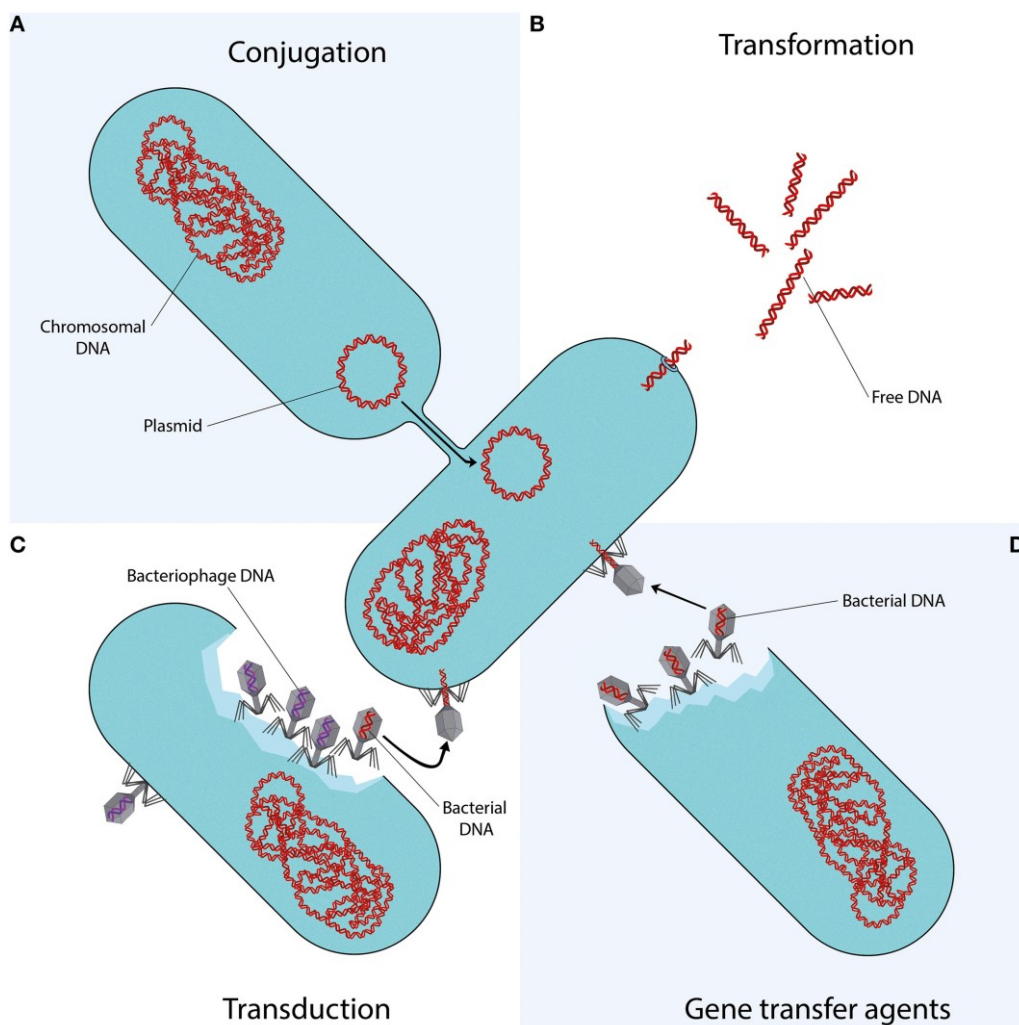 A
Conjugation
Chromosomal
DNA
Plasmid
B
Transformation
Free DNA
C
Bacteriophage DNA
Bacterial
DNA
Transduction
D
Bacterial DNA
Gene transfer agents